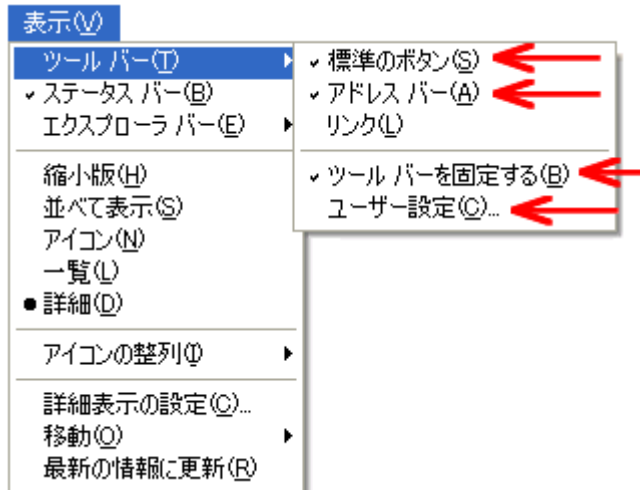 表示(V)
ツール バー(T)
ステータス バー(B)
エクスプローラ バー(E)
縮小版(H)
並べて表示(S)
アイコン(N)
一覧(L)
詳細(D)
アイコンの整列(I)
詳細表示の設定(C)...
移動(O)
最新の情報に更新(R)
標準のボタン(S)
アドレス バー(A)
リンク(L)
ツール バーを固定する(B)
ユーザー設定(C)...